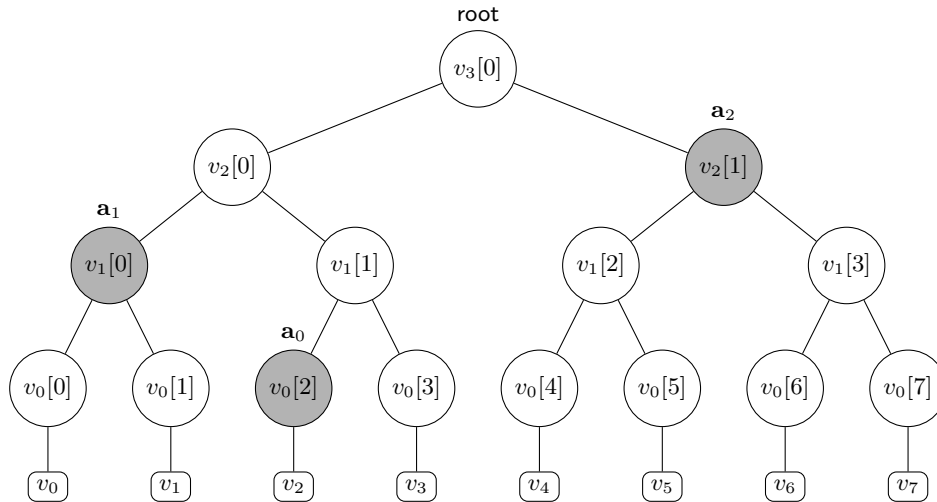 root
v₃[0]
a₂
v₂[0] v₂[1]
a₁
v₁[0] v₁[1] v₁[2] v₁[3]
a₀
v₀[0] v₀[1] v₀[2] v₀[3] v₀[4] v₀[5] v₀[6] v₀[7]
v₀ v₁ v₂ v₃ v₄ v₅ v₆ v₇